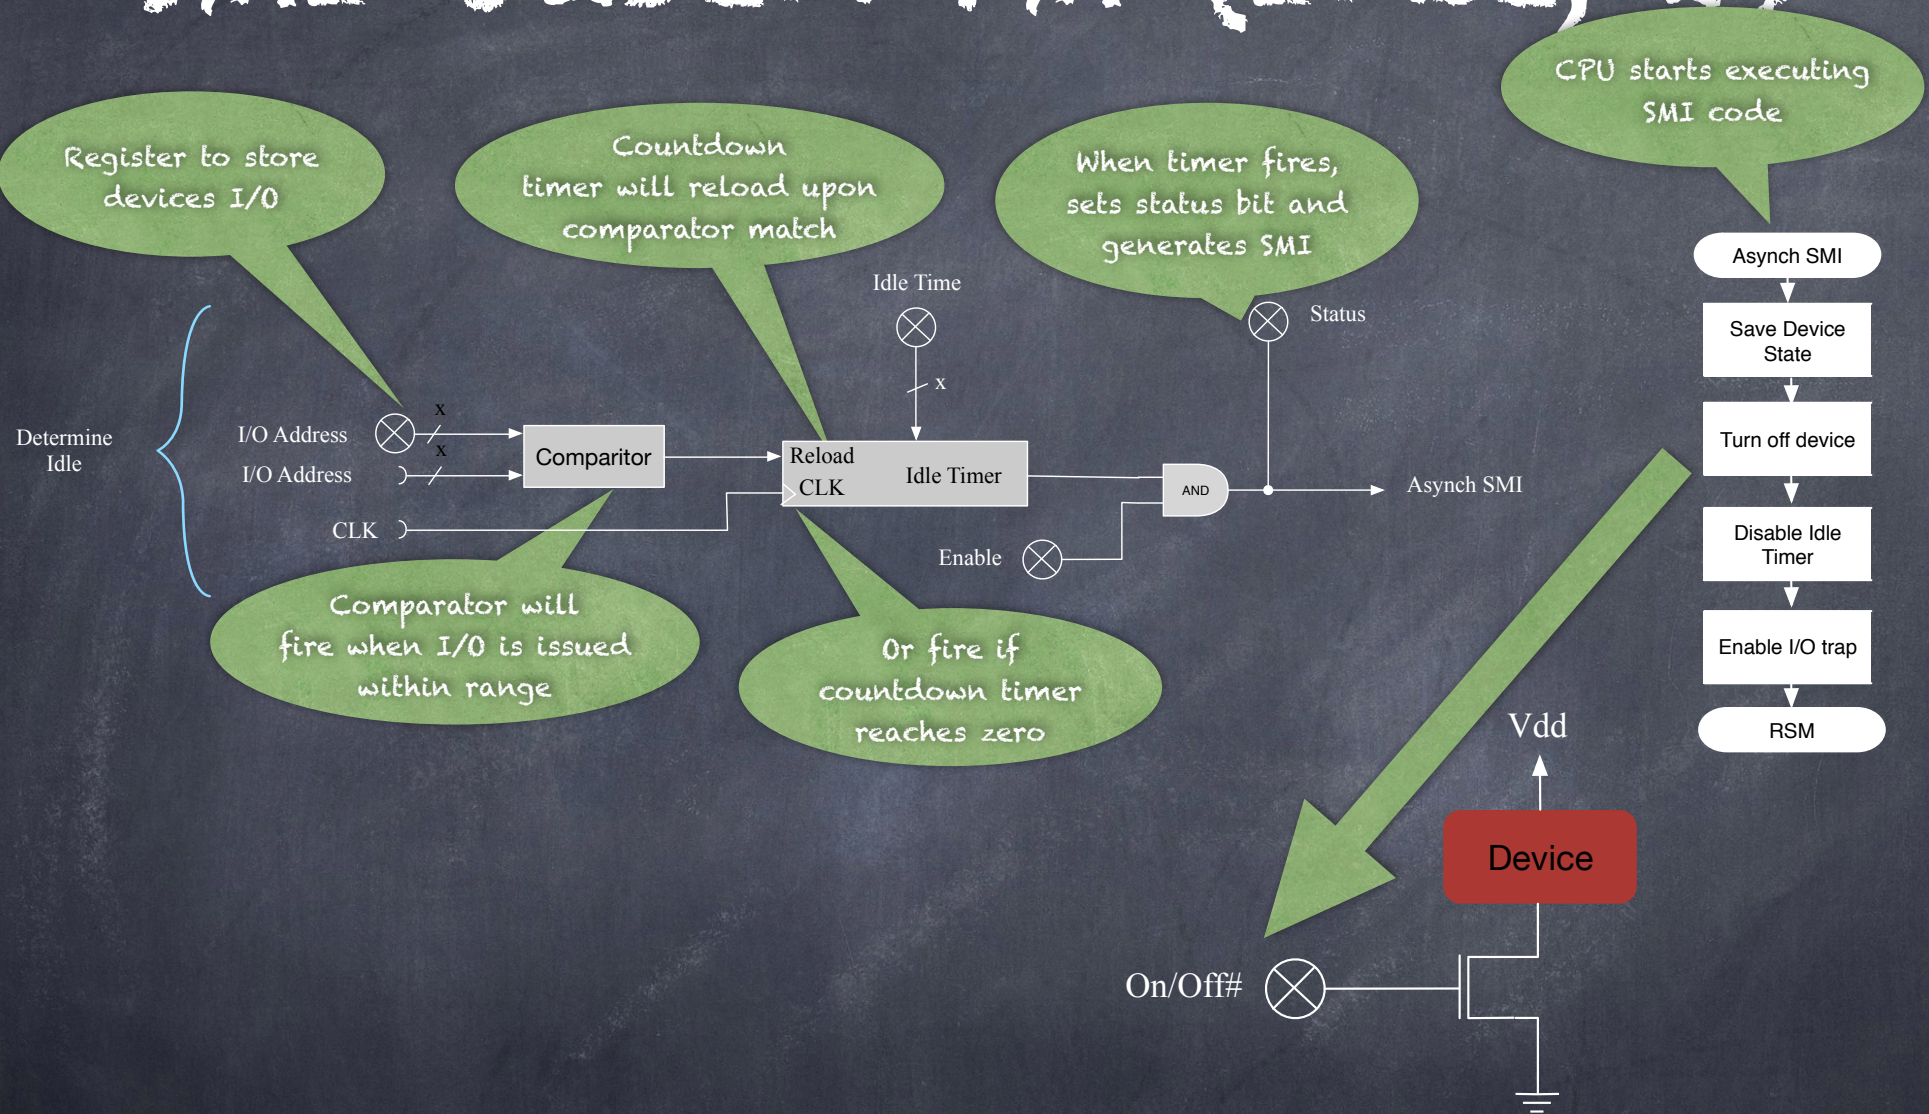 CPU starts executing
SMI code
Register to store
devices I/O
Countdown
timer will reload upon
comparator match
When timer fires,
sets status bit and
generates SMI
Determine
Idle
I/O Address
x
I/O Address
x
CLK
Comparitor
Idle Time
x
Reload
CLK
Idle Timer
Enable
AND
Status
Asynch SMI
Comparator will
fire when I/O is issued
within range
Or fire if
countdown timer
reaches zero
Asynch SMI
Save Device
State
Turn off device
Disable Idle
Timer
Enable I/O trap
RSM
Vdd
Device
On/Off#